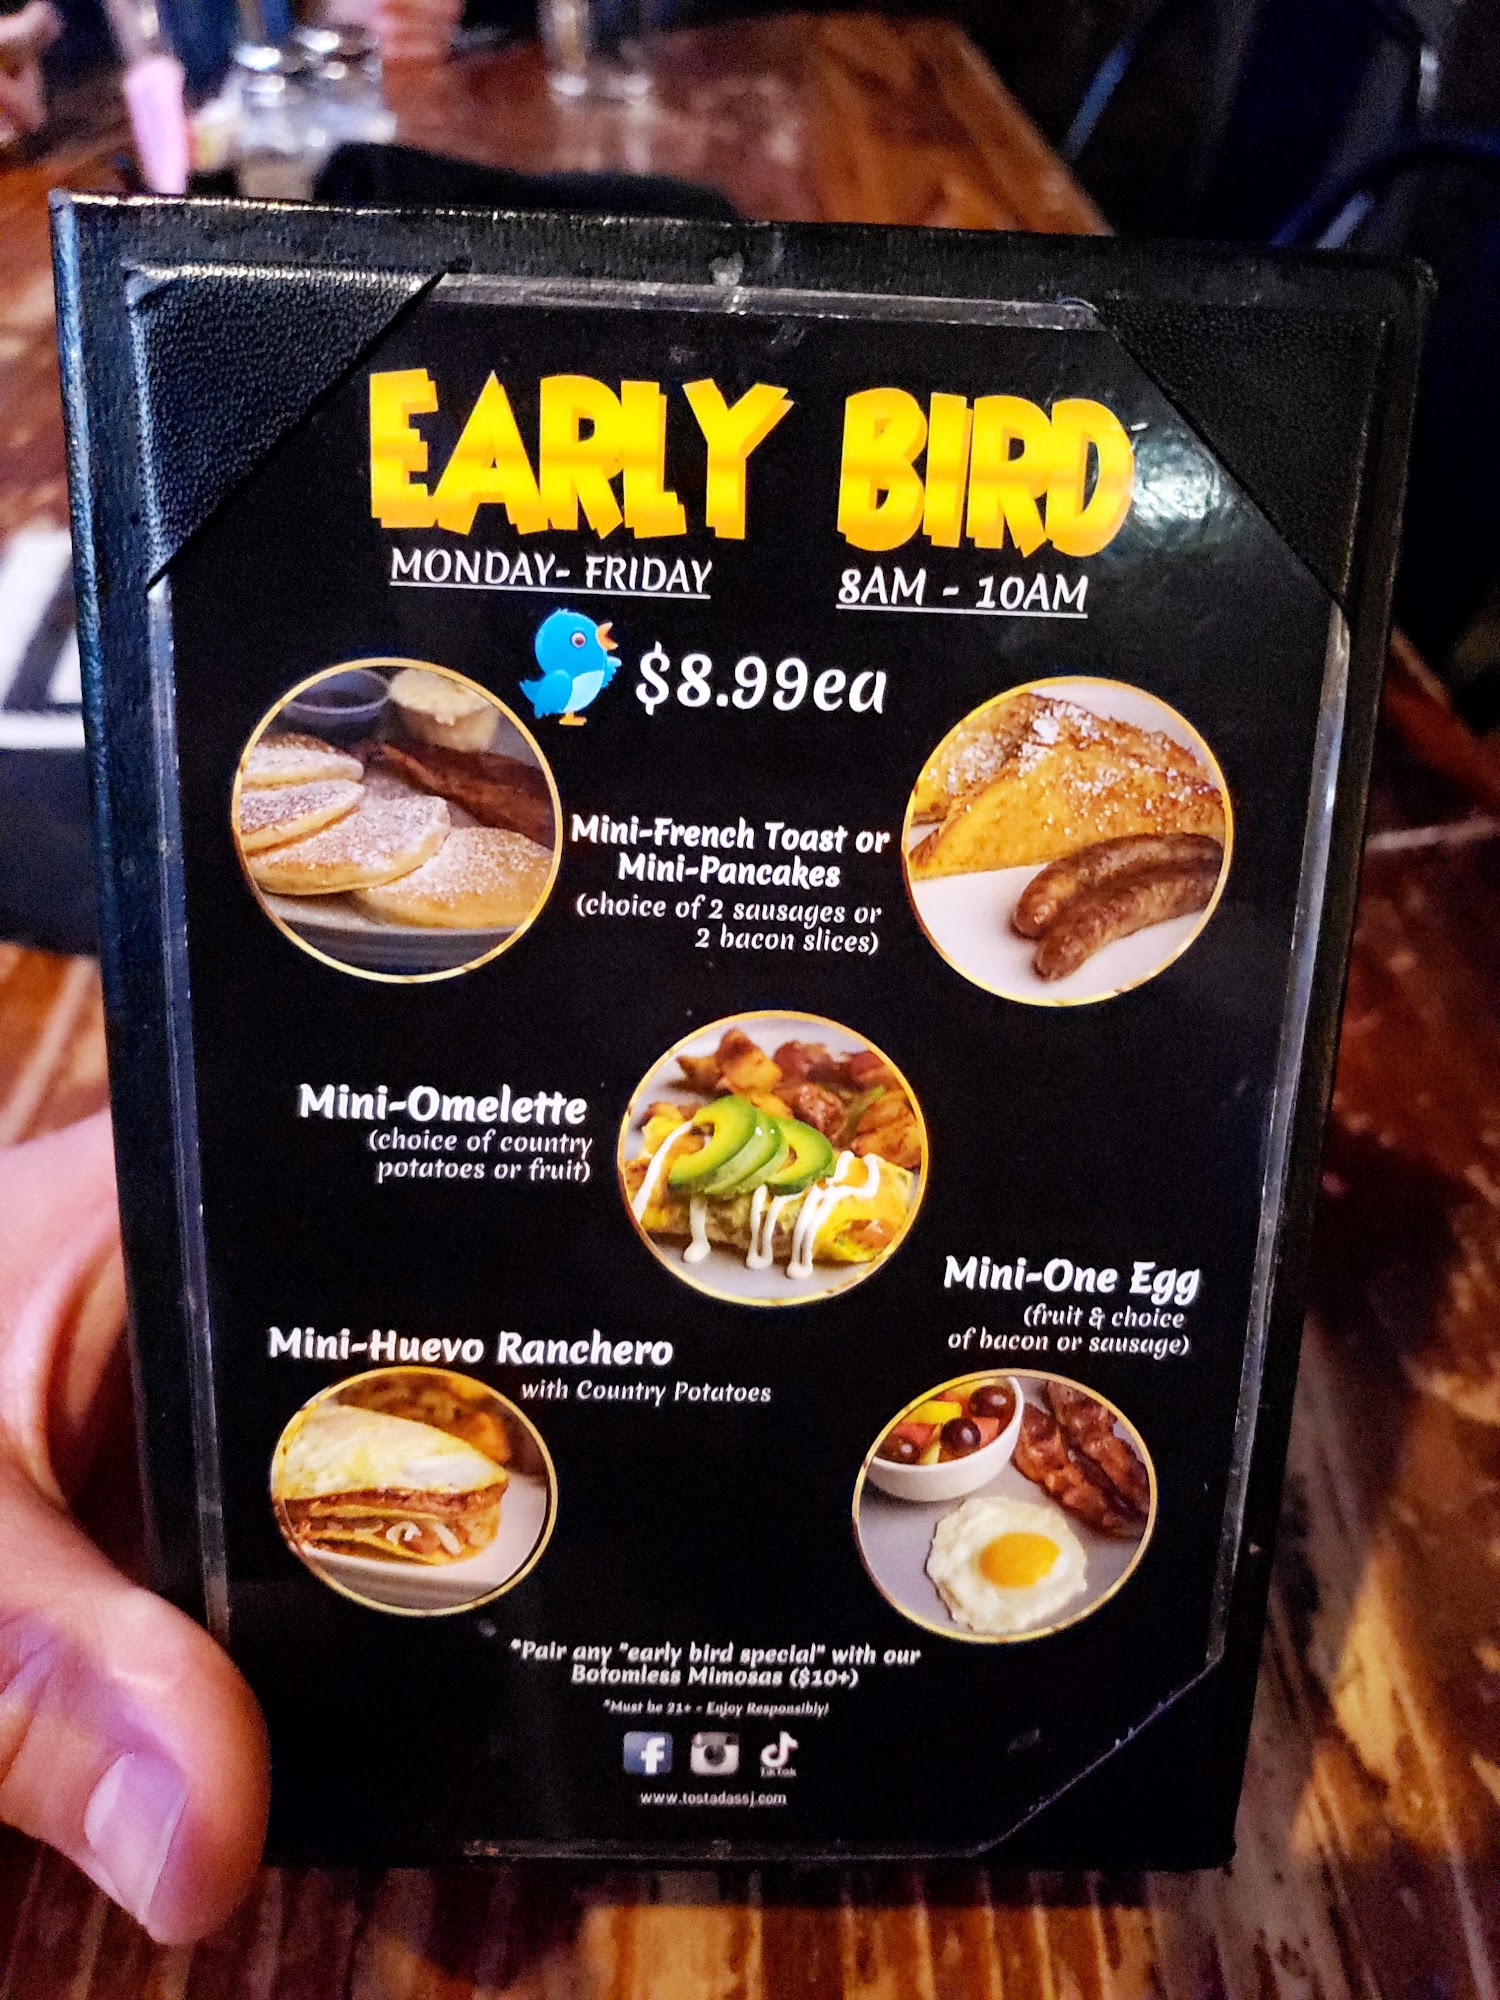 EARLY BIRD
MONDAY- FRIDAY 8AM - 10AM
$8.99ea
Mini-French Toast or
Mini-Pancakes
(choice of 2 sausages or
2 bacon slices)
Mini-Omelette
(choice of country
potatoes or fruit)
Mini-One Egg
(fruit & choice
of bacon or sausage)
Mini-Huevo Ranchero
with Country Potatoes
*Pair any "early bird special" with our
Botomless Mimosas ($10+)
*Must be 21+ - Enjoy Responsibly!
f
TikTok
www.tostadassj.com